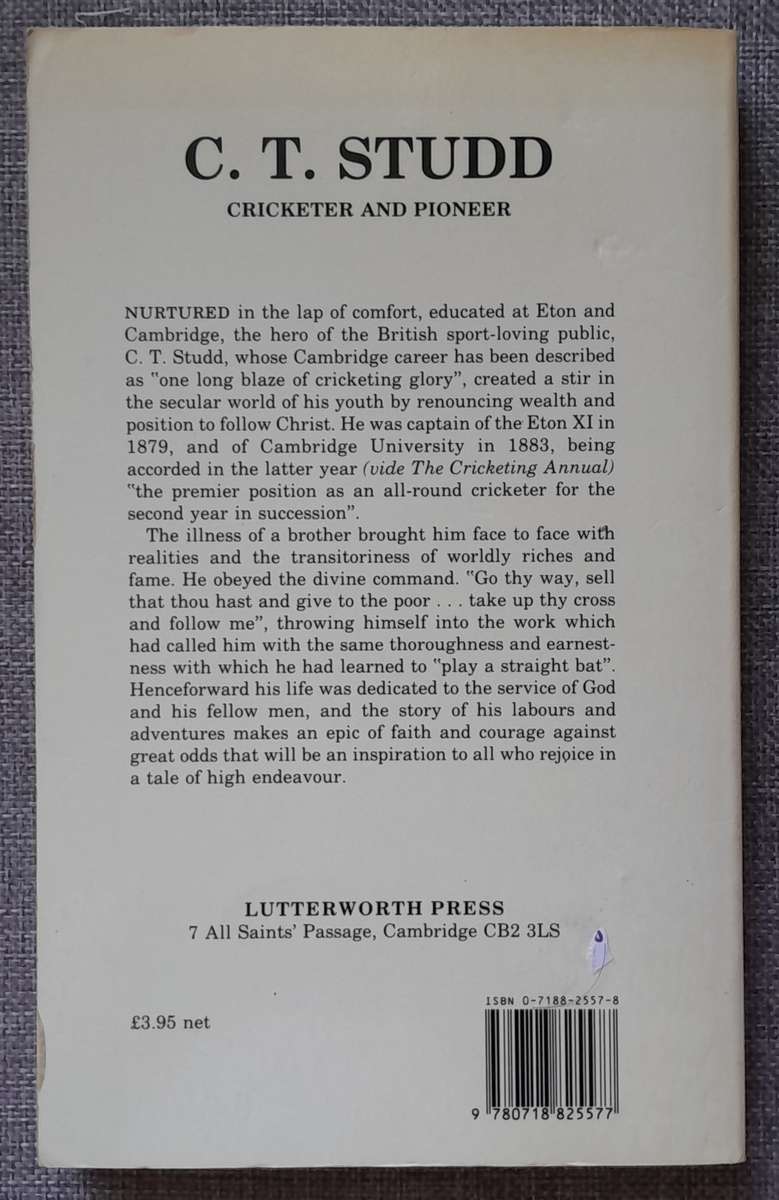 C. T. STUDD
CRICKETER AND PIONEER
NURTURED in the lap of comfort, educated at Eton and
Cambridge, the hero of the British sport-loving public,
C. T. Studd, whose Cambridge career has been described
as "one long blaze of cricketing glory", created a stir in
the secular world of his youth by renouncing wealth and
position to follow Christ. He was captain of the Eton XI in
1879, and of Cambridge University in 1883, being
accorded in the latter year (vide The Cricketing Annual)
"the premier position as an all-round cricketer for the
second year in succession".
The illness of a brother brought him face to face with
realities and the transitoriness of worldly riches and
fame. He obeyed the divine command. "Go thy way, sell
that thou hast and give to the poor . . . take up thy cross
and follow me", throwing himself into the work which
had called him with the same thoroughness and earnest-
ness with which he had learned to "play a straight bat".
Henceforward his life was dedicated to the service of God
and his fellow men, and the story of his labours and
adventures makes an epic of faith and courage against
great odds that will be an inspiration to all who rejoice in
a tale of high endeavour.
LUTTERWORTH PRESS
7 All Saints' Passage, Cambridge CB2 3LS
£3.95 net
ISBN 0-7188-2557-8
9 780718 825577